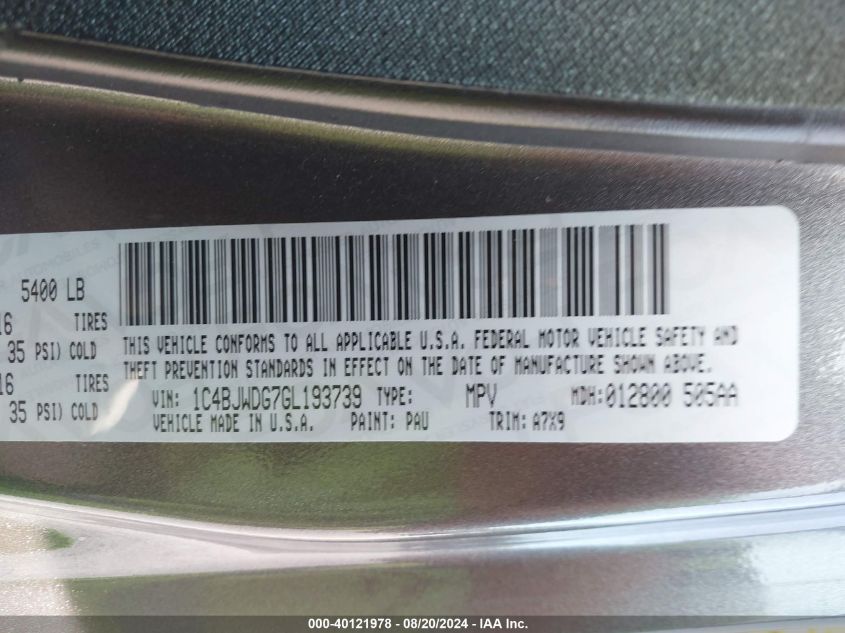 5400 LB
16 TIRES
35 PSI) COLD
16 TIRES
35 PSI) COLD
THIS VEHICLE CONFORMS TO ALL APPLICABLE U.S.A. FEDERAL MOTOR VEHICLE SAFETY AND
THEFT PREVENTION STANDARDS IN EFFECT ON THE DATE OF MANUFACTURE SHOWN ABOVE.
VIN: 1C4BJWDG7GL193739 TYPE: MPV MDH:012800 505AA
VEHICLE MADE IN U.S.A. PAINT: PAU TRIM: A7X9
000-40121978 - 08/20/2024 - IAA Inc.